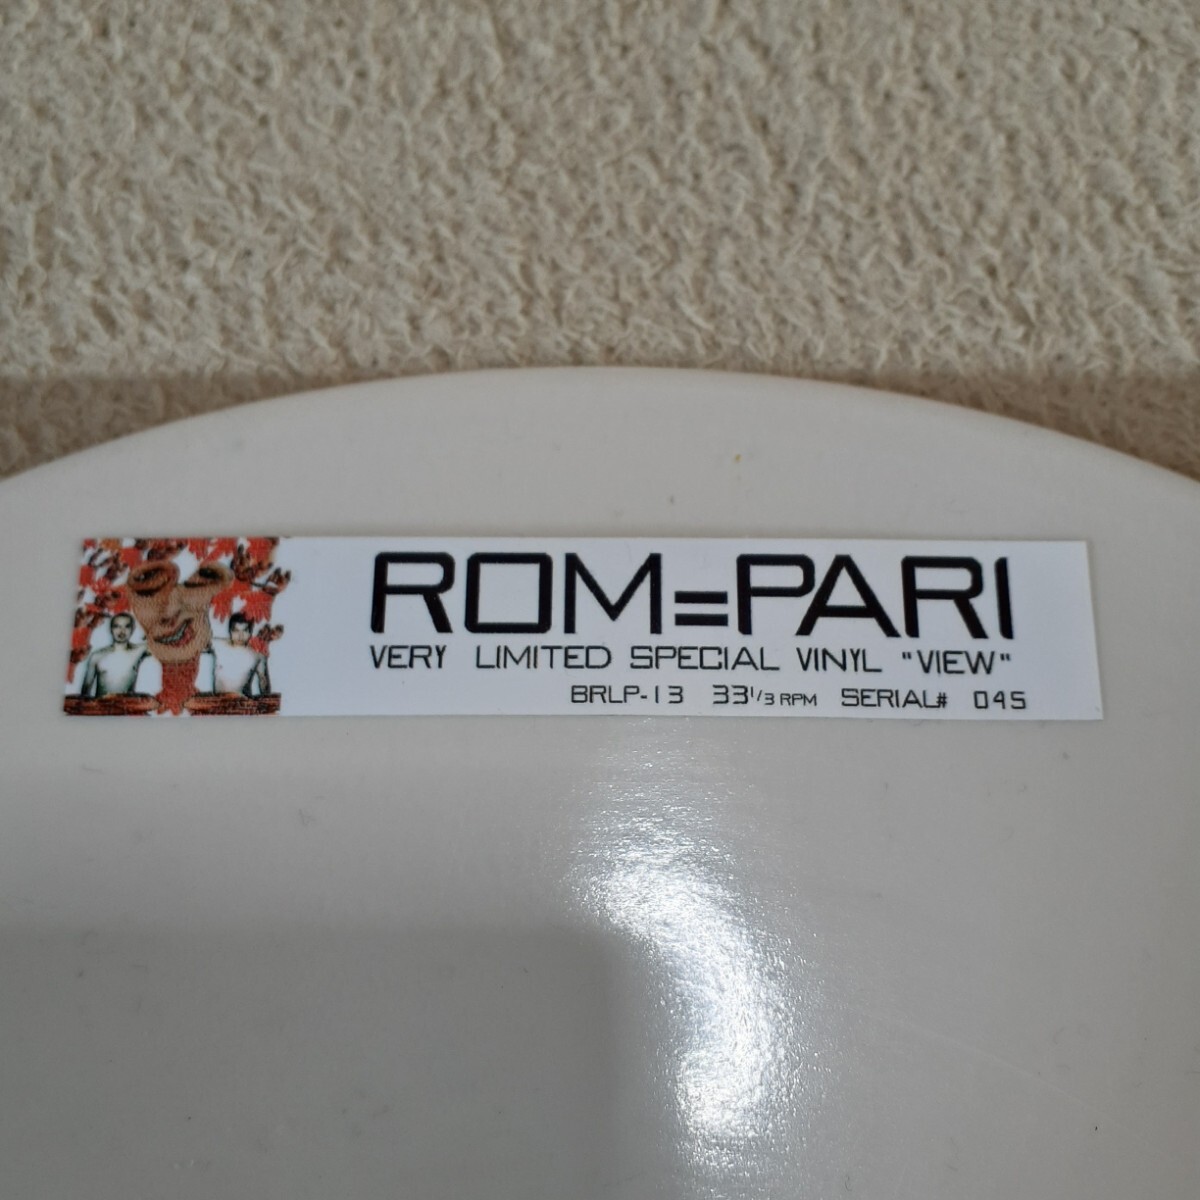 ROM=PARI
VERY LIMITED SPECIAL VINYL "VIEW"
BRLP-13 33 1/3 RPM SERIAL# 045